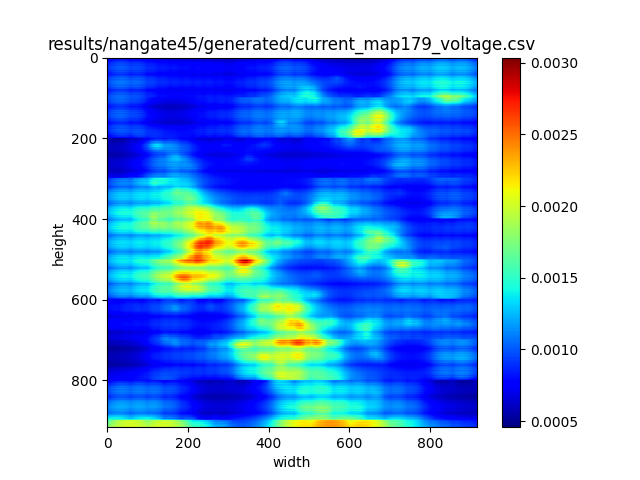 results/nangate45/generated/current_map179_voltage.csv
0
200
400
600
800
height
0 200 400 600 800
width
0.0030
0.0025
0.0020
0.0015
0.0010
0.0005